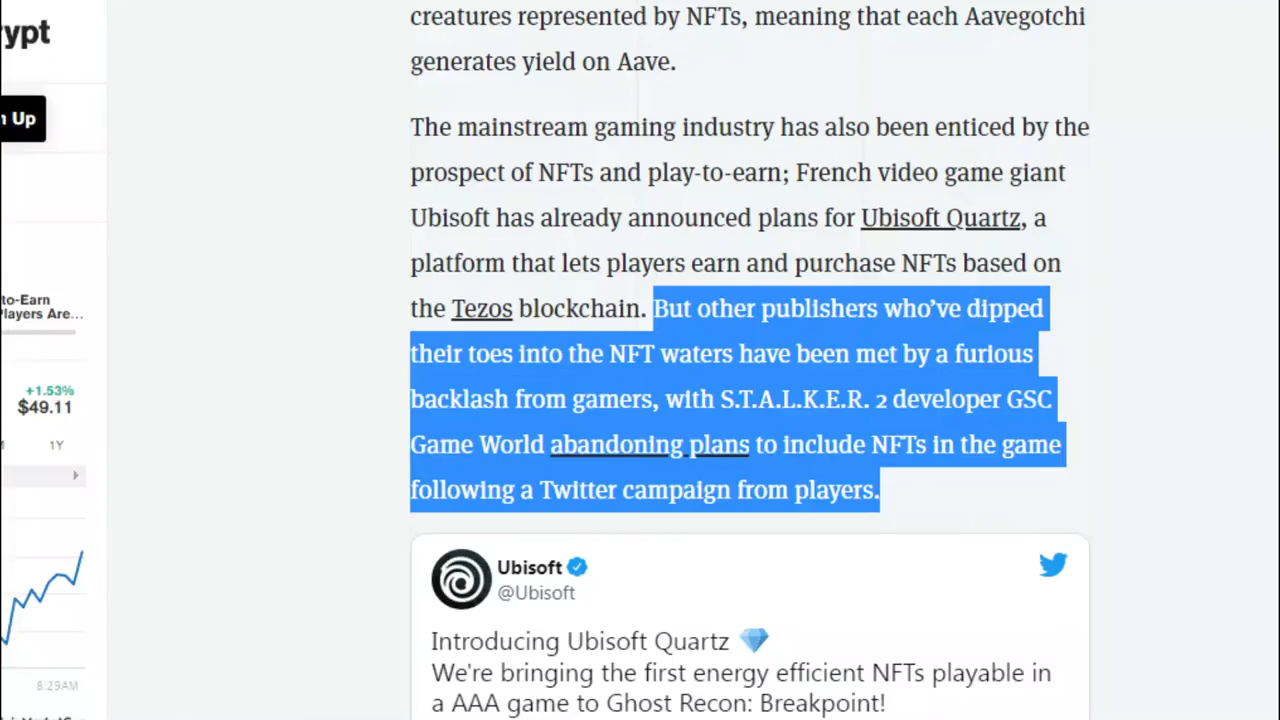 ypt
n Up
to-Earn
Players Are...
+1.53%
$49.11
1Y
8:29AM
creatures represented by NFTs, meaning that each Aavegotchi
generates yield on Aave.
The mainstream gaming industry has also been enticed by the
prospect of NFTs and play-to-earn; French video game giant
Ubisoft has already announced plans for Ubisoft Quartz, a
platform that lets players earn and purchase NFTs based on
the Tezos blockchain. But other publishers who’ve dipped
their toes into the NFT waters have been met by a furious
backlash from gamers, with S.T.A.L.K.E.R. 2 developer GSC
Game World abandoning plans to include NFTs in the game
following a Twitter campaign from players.
Ubisoft
@Ubisoft
Introducing Ubisoft Quartz
We're bringing the first energy efficient NFTs playable in
a AAA game to Ghost Recon: Breakpoint!